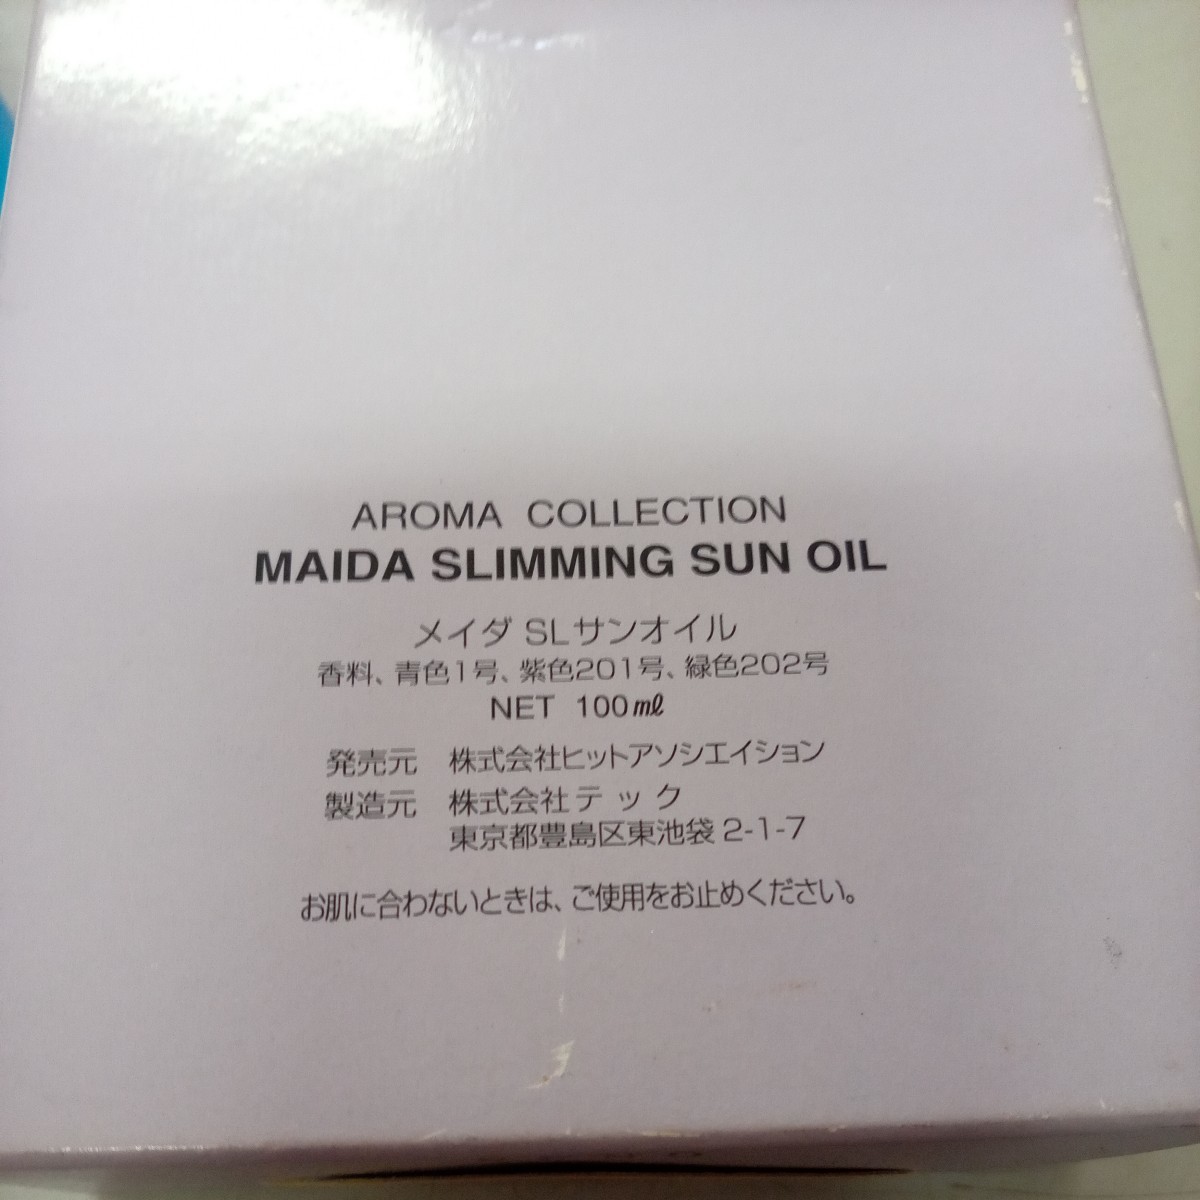 AROMA COLLECTION
MAIDA SLIMMING SUN OIL
メイダ SLサンオイル
香料、青色1号、紫色201号、緑色202号
NET 100㎖
発売元 株式会社ヒットアソシエイション
製造元 株式会社テック
東京都豊島区東池袋2-1-7
お肌に合わないときは、ご使用をお止めください。